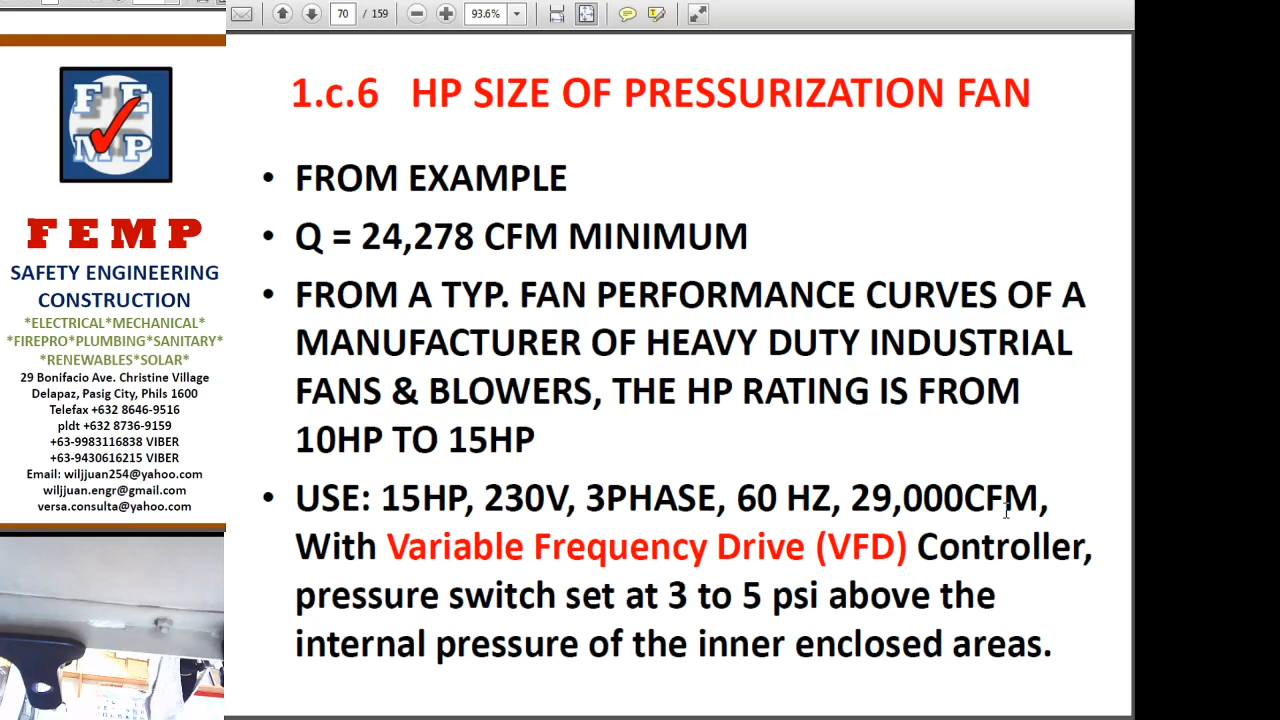 70 / 159
93.6%
FE
MP
FEMP
SAFETY ENGINEERING
CONSTRUCTION
*ELECTRICAL*MECHANICAL*
*FIREPRO*PLUMBING*SANITARY*
*RENEWABLES*SOLAR*
29 Bonifacio Ave. Christine Village
Delapaz, Pasig City, Phils 1600
Telefax +632 8646-9516
pldt +632 8736-9159
+63-9983116838 VIBER
+63-9430616215 VIBER
Email: wiljjuan254@yahoo.com
wiljjuan.engr@gmail.com
versa.consulta@yahoo.com
1.c.6 HP SIZE OF PRESSURIZATION FAN
• FROM EXAMPLE
• Q = 24,278 CFM MINIMUM
• FROM A TYP. FAN PERFORMANCE CURVES OF A
MANUFACTURER OF HEAVY DUTY INDUSTRIAL
FANS & BLOWERS, THE HP RATING IS FROM
10HP TO 15HP
• USE: 15HP, 230V, 3PHASE, 60 HZ, 29,000CFM,
With Variable Frequency Drive (VFD) Controller,
pressure switch set at 3 to 5 psi above the
internal pressure of the inner enclosed areas.